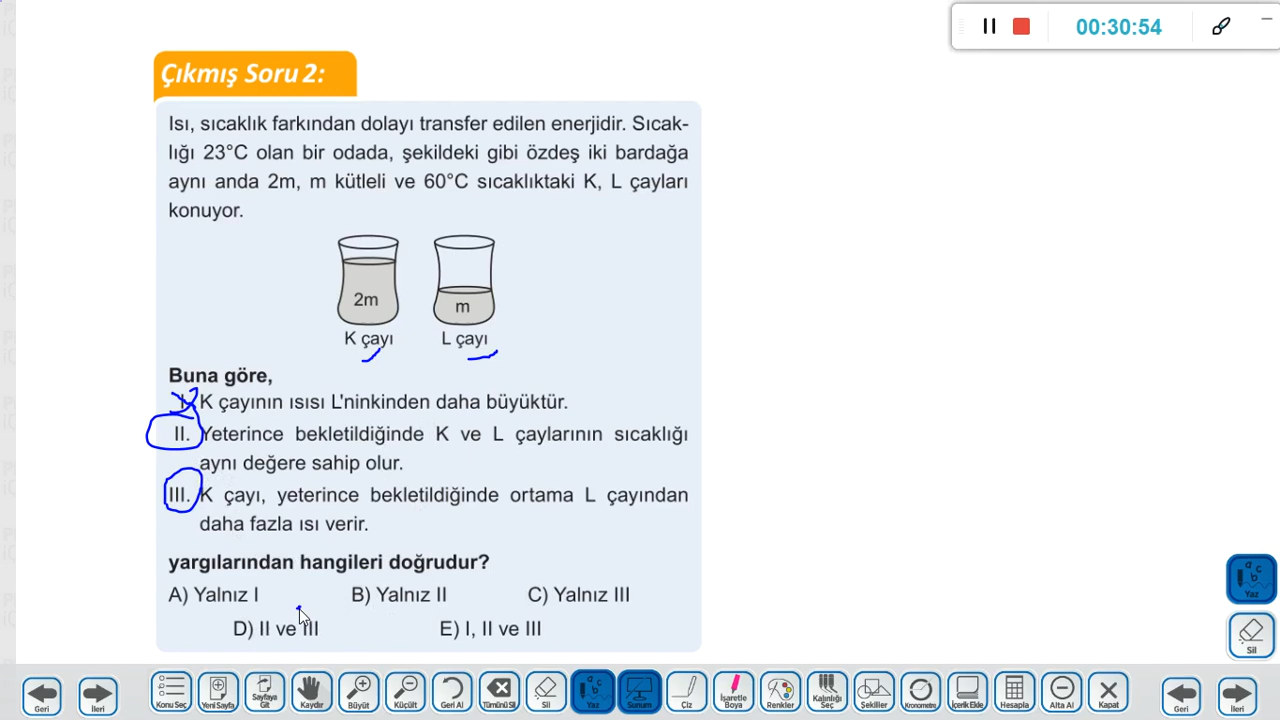 00:30:54
Çıkmış Soru 2:
Isı, sıcaklık farkından dolayı transfer edilen enerjidir. Sıcak-
lığı 23°C olan bir odada, şekildeki gibi özdeş iki bardağa
aynı anda 2m, m kütleli ve 60°C sıcaklıktaki K, L çayları
konuyor.
2m
m
K çayı
L çayı
Buna göre,
I. K çayının ısısı L'ninkinden daha büyüktür.
II. Yeterince bekletildiğinde K ve L çaylarının sıcaklığı
aynı değere sahip olur.
III. K çayı, yeterince bekletildiğinde ortama L çayından
daha fazla ısı verir.
yargılarından hangileri doğrudur?
A) Yalnız I B) Yalnız II C) Yalnız III
D) II ve III E) I, II ve III
Yaz
Sil
Geri
İleri
Konu Seç
Yeni Sayfa
Sayfaya Git
Kaydır
Büyüt
Küçült
Geri Al
Tümünü Sil
Sil
Yaz
Sunum
Çiz
İşaretle Boya
Renkler
Kalınlığı Seç
Şekiller
Kronometre
İçerik Ekle
Hesapla
Alta Al
Kapat
Geri
İleri